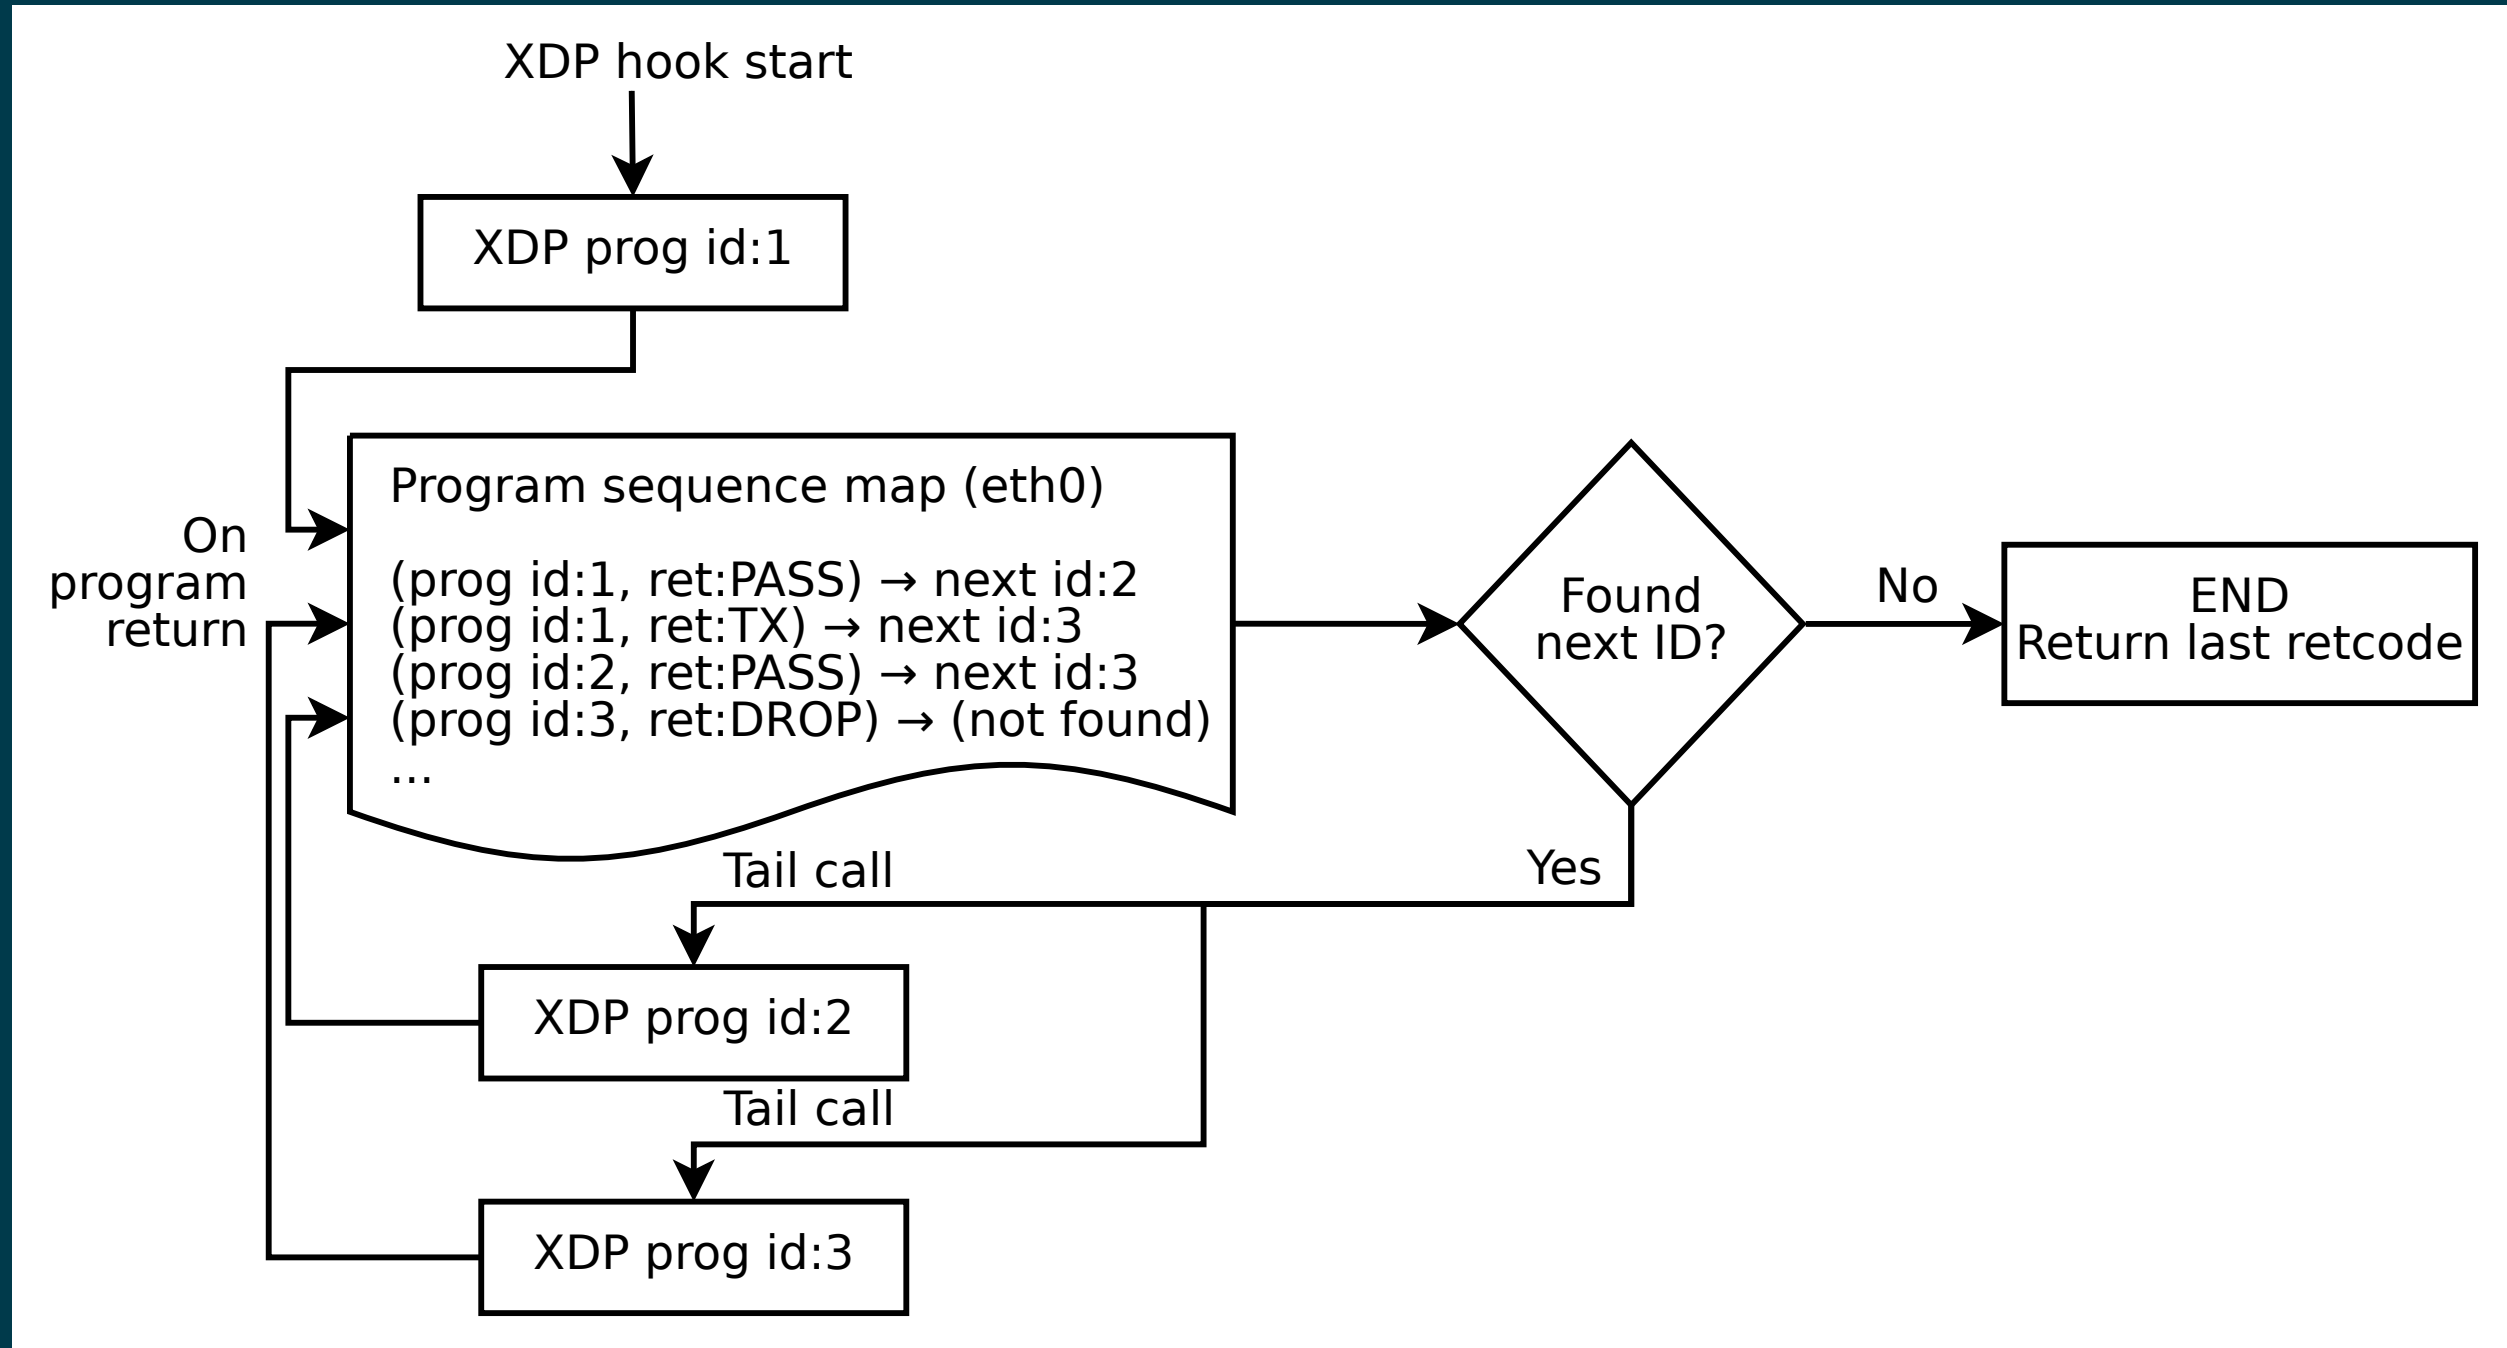 XDP hook start
XDP prog id:1
On
program
return
Program sequence map (eth0)
(prog id:1, ret:PASS) → next id:2
(prog id:1, ret:TX) → next id:3
(prog id:2, ret:PASS) → next id:3
(prog id:3, ret:DROP) → (not found)
...
Found
next ID?
No
END
Return last retcode
Yes
Tail call
XDP prog id:2
Tail call
XDP prog id:3